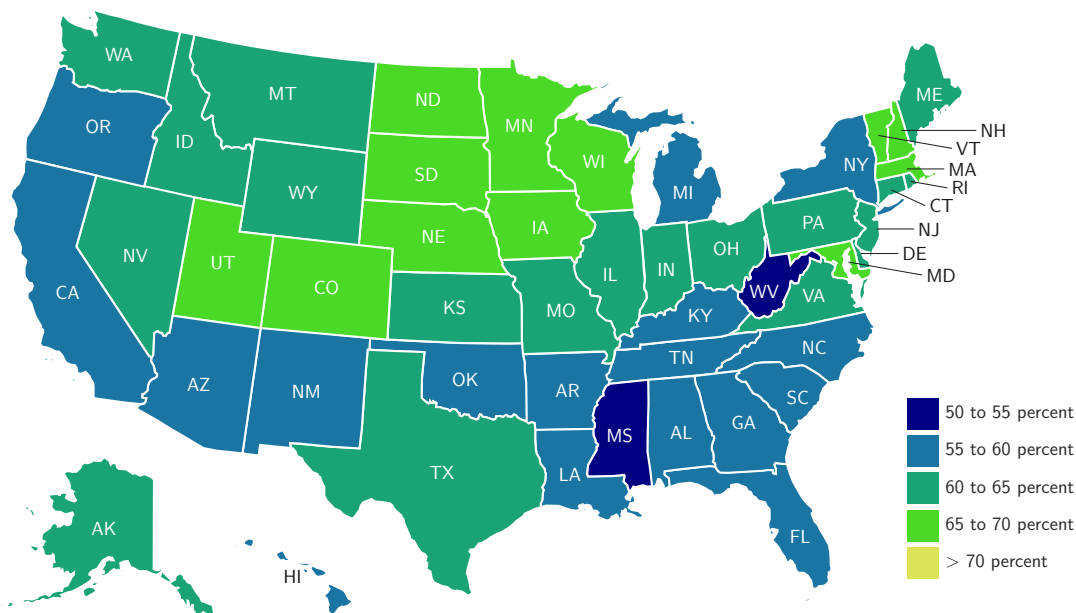 WA
MT
ND
MN
ME
OR
ID
SD
WI
NH
VT
MA
RI
CT
NY
MI
WY
NE
IA
PA
NJ
DE
MD
NV
UT
CO
IL
IN
OH
WV
VA
CA
KS
MO
KY
AZ
NM
OK
AR
TN
NC
SC
MS
AL
GA
TX
LA
FL
AK
HI
50 to 55 percent
55 to 60 percent
60 to 65 percent
65 to 70 percent
> 70 percent